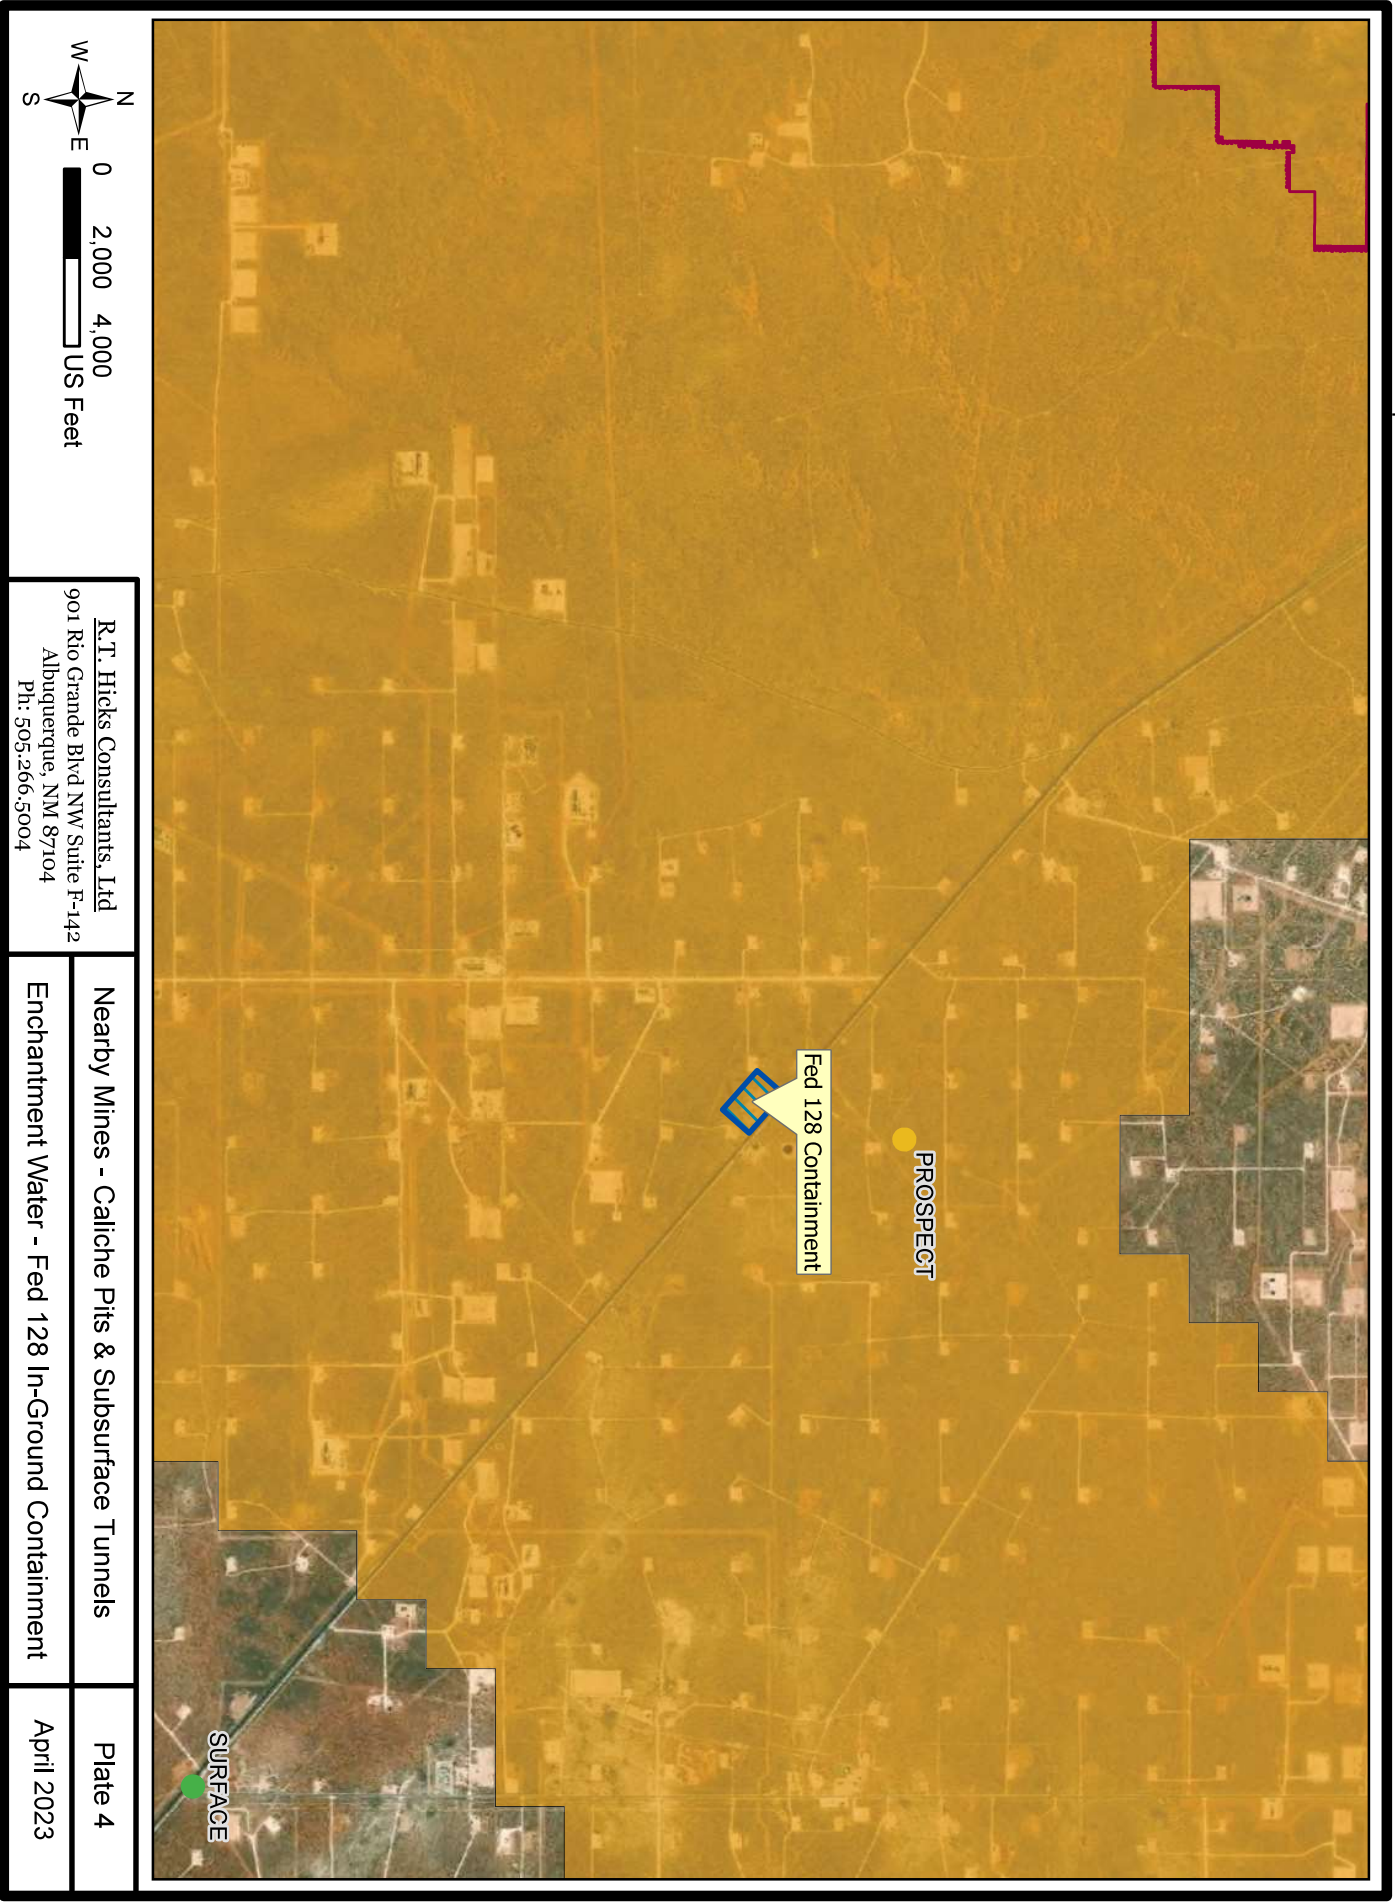 Fed 128 Containment
PROSPECT
SURFACE
N
W
E
S
0 2,000 4,000
US Feet
R.T. Hicks Consultants, Ltd
901 Rio Grande Blvd NW Suite F-142
Albuquerque, NM 87104
Ph: 505.266.5004
Nearby Mines - Caliche Pits & Subsurface Tunnels
Enchantment Water - Fed 128 In-Ground Containment
Plate 4
April 2023